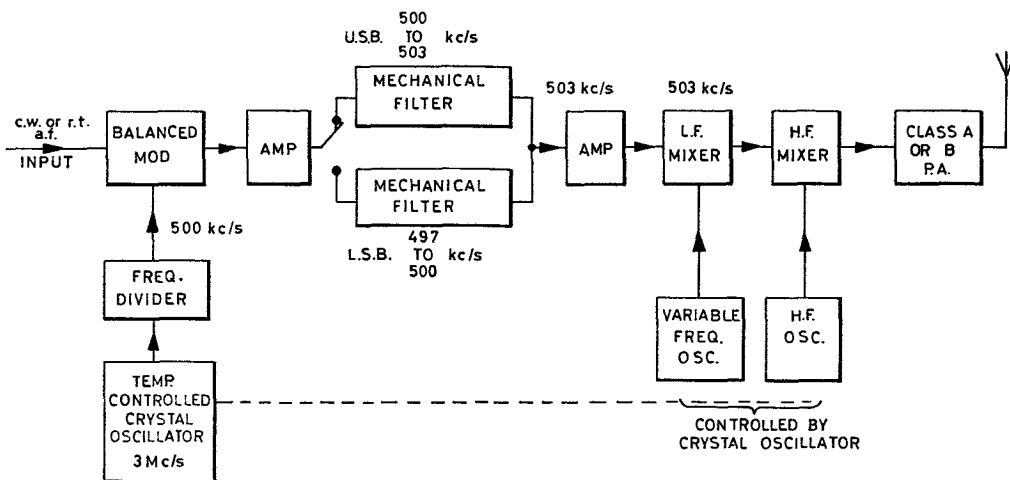 500
U.S.B. TO kc/s
503
MECHANICAL
FILTER
503 kc/s
503 kc/s
c.w. or r.t.
a.f.
INPUT
BALANCED
MOD
AMP
AMP
L.F.
MIXER
H.F.
MIXER
CLASS A
OR B
P.A.
MECHANICAL
FILTER
497
L.S.B. TO kc/s
500
500 kc/s
FREQ.
DIVIDER
VARIABLE
FREQ.
OSC.
H.F.
OSC.
TEMP.
CONTROLLED
CRYSTAL
OSCILLATOR
3 Mc/s
CONTROLLED BY
CRYSTAL OSCILLATOR